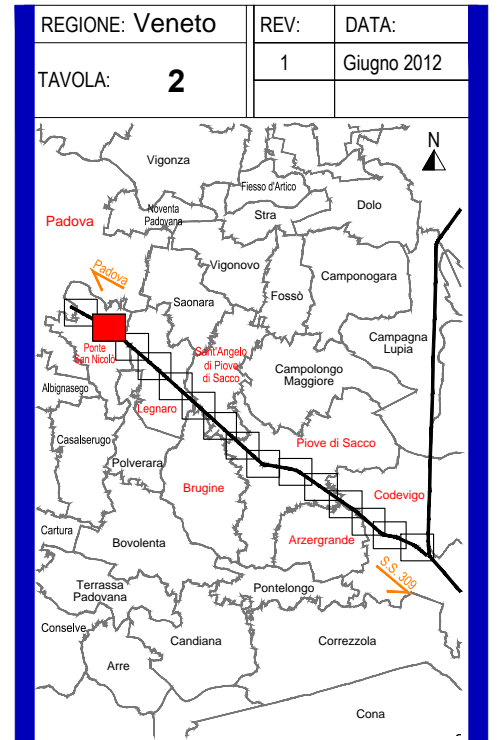 REGIONE: Veneto
REV:
DATA:
TAVOLA: 2
1
Giugno 2012
N
Vigonza
Fiesso d'Artico
Noventa
Padovana
Stra
Dolo
Padova
Padova
Vigonovo
Camponogara
Saonara
Fossò
Campagna
Lupia
Ponte
San Nicolò
Sant'Angelo
di Piove
di Sacco
Campolongo
Maggiore
Albignasego
Legnaro
Casalserugo
Piove di Sacco
Polverara
Brugine
Codevigo
Cartura
Bovolenta
Arzergrande
S.S. 309
Terrassa
Padovana
Pontelongo
Conselve
Candiana
Correzzola
Arre
Cona